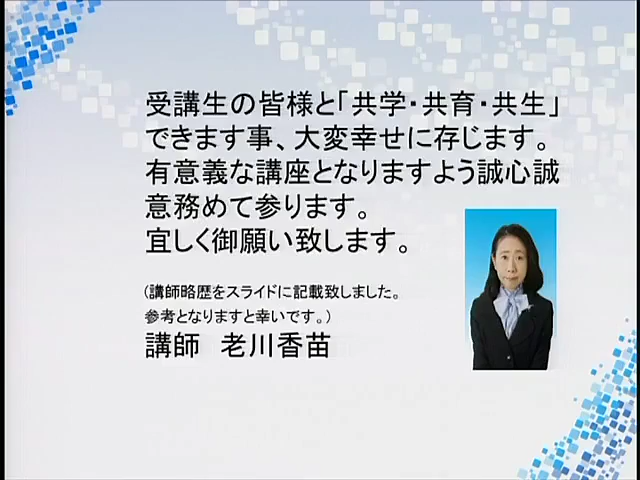 受講生の皆様と「共学・共育・共生」
できます事、大変幸せに存じます。
有意義な講座となりますよう誠心誠
意務めて参ります。
宜しく御願い致します。
(講師略歴をスライドに記載致しました。
参考となりますと幸いです。)
講師　老川香苗